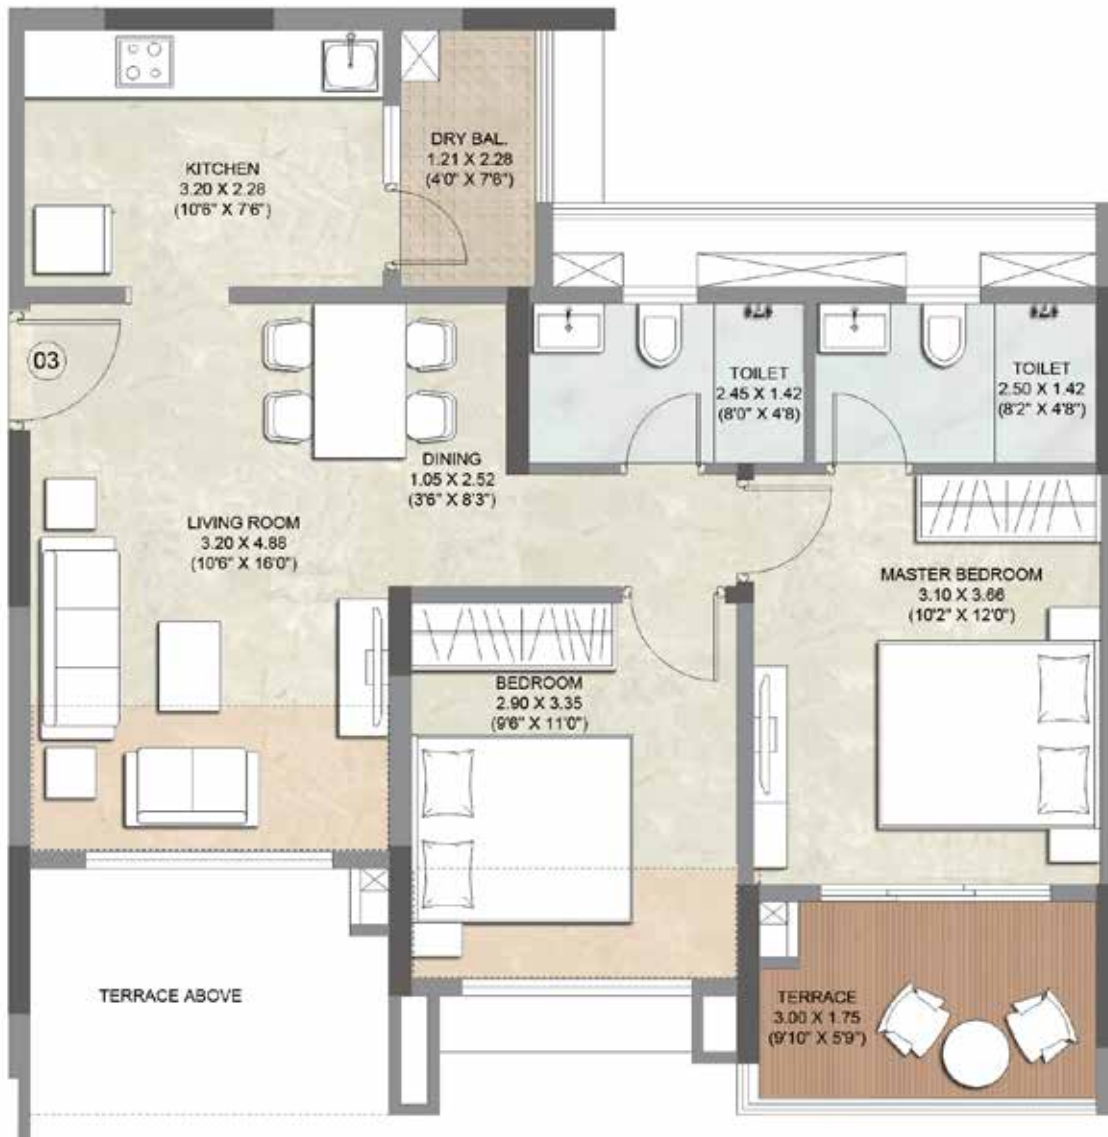 DRY BAL.
1.21 X 2.28
(4'0" X 7'6")
KITCHEN
3.20 X 2.28
(10'6" X 7'6")
03
TOILET
2.45 X 1.42
(8'0" X 4'8)
TOILET
2.50 X 1.42
(8'2" X 4'8")
DINING
1.05 X 2.52
(3'6" X 8'3")
LIVING ROOM
3.20 X 4.88
(10'6" X 16'0")
MASTER BEDROOM
3.10 X 3.66
(10'2" X 12'0")
BEDROOM
2.90 X 3.35
(9'6" X 11'0")
TERRACE ABOVE
TERRACE
3.00 X 1.75
(9'10" X 5'9")